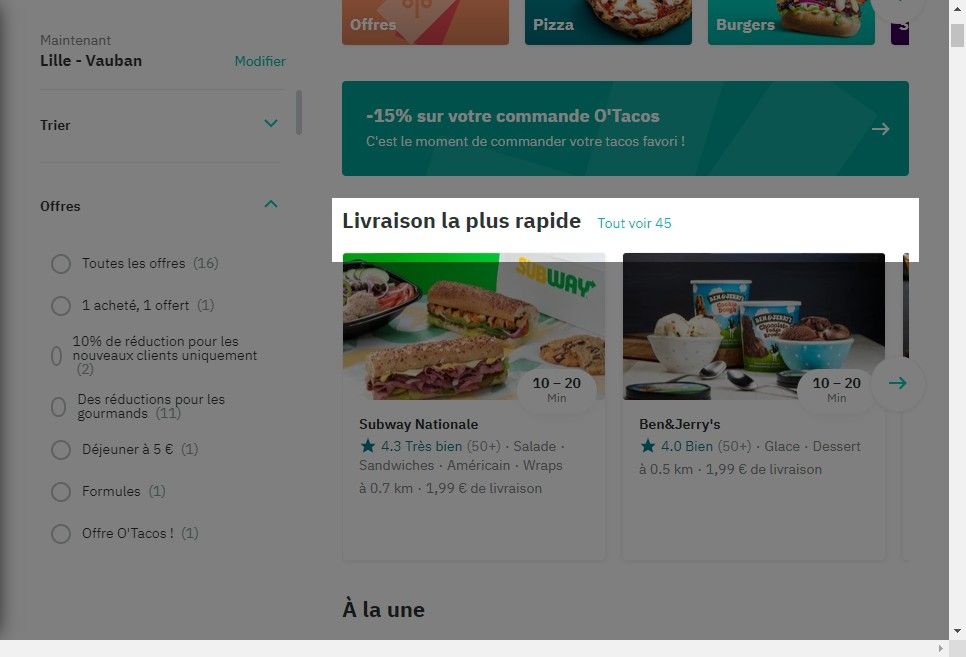 Offres
Pizza
Burgers
Maintenant
Lille - Vauban
Modifier
Trier
Offres
Toutes les offres (16)
1 acheté, 1 offert (1)
10% de réduction pour les
nouveaux clients uniquement
(2)
Des réductions pour les
gourmands (11)
Déjeuner à 5 € (1)
Formules (1)
Offre O'Tacos ! (1)
-15% sur votre commande O'Tacos
C'est le moment de commander votre tacos favori !
Livraison la plus rapide
Tout voir 45
SUBWAY
10 – 20
Min
Subway Nationale
4.3 Très bien (50+) · Salade ·
Sandwiches · Américain · Wraps
à 0.7 km · 1,99 € de livraison
BEN & JERRY'S
BEN & JERRY'S
10 – 20
Min
Ben&Jerry's
4.0 Bien (50+) · Glace · Dessert
à 0.5 km · 1,99 € de livraison
À la une